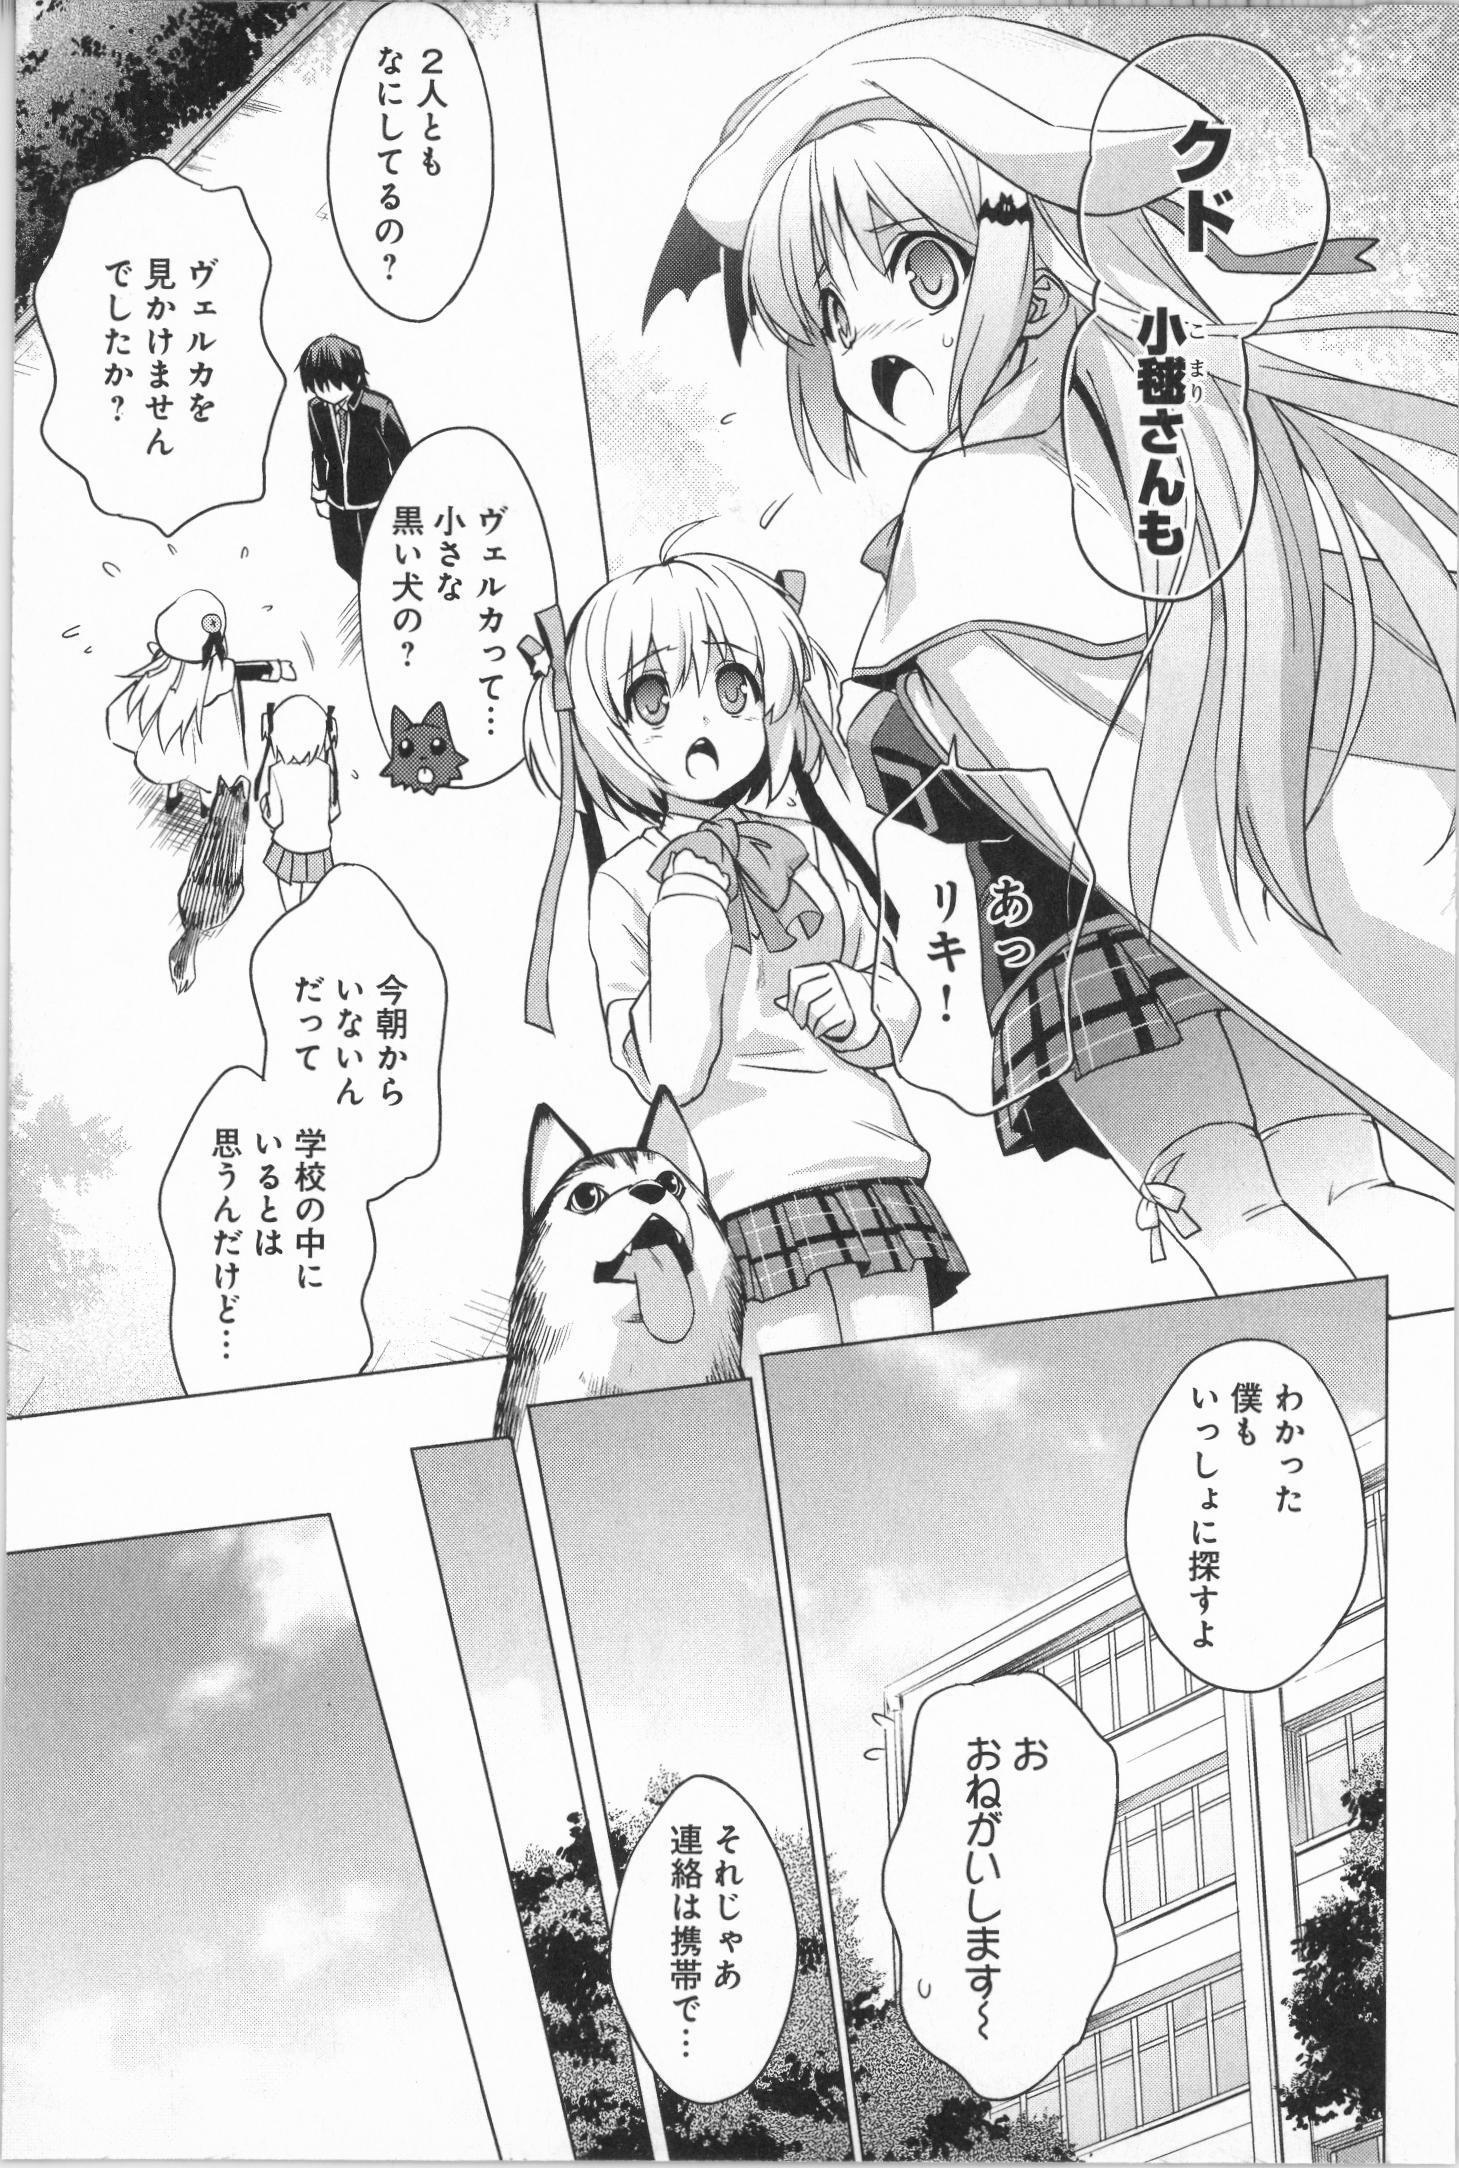 クド
小毬さんも
こまり
あっ
リキ！
2人とも
なにしてるの？
ヴェルカを
見かけません
でしたか？
ヴェルカって…
小さな
黒い犬の？
今朝から
いないん
だって
学校の中に
いるとは
思うんだけど…
わかった
僕も
いっしょに探すよ
お
おねがいします～
それじゃあ
連絡は携帯で…